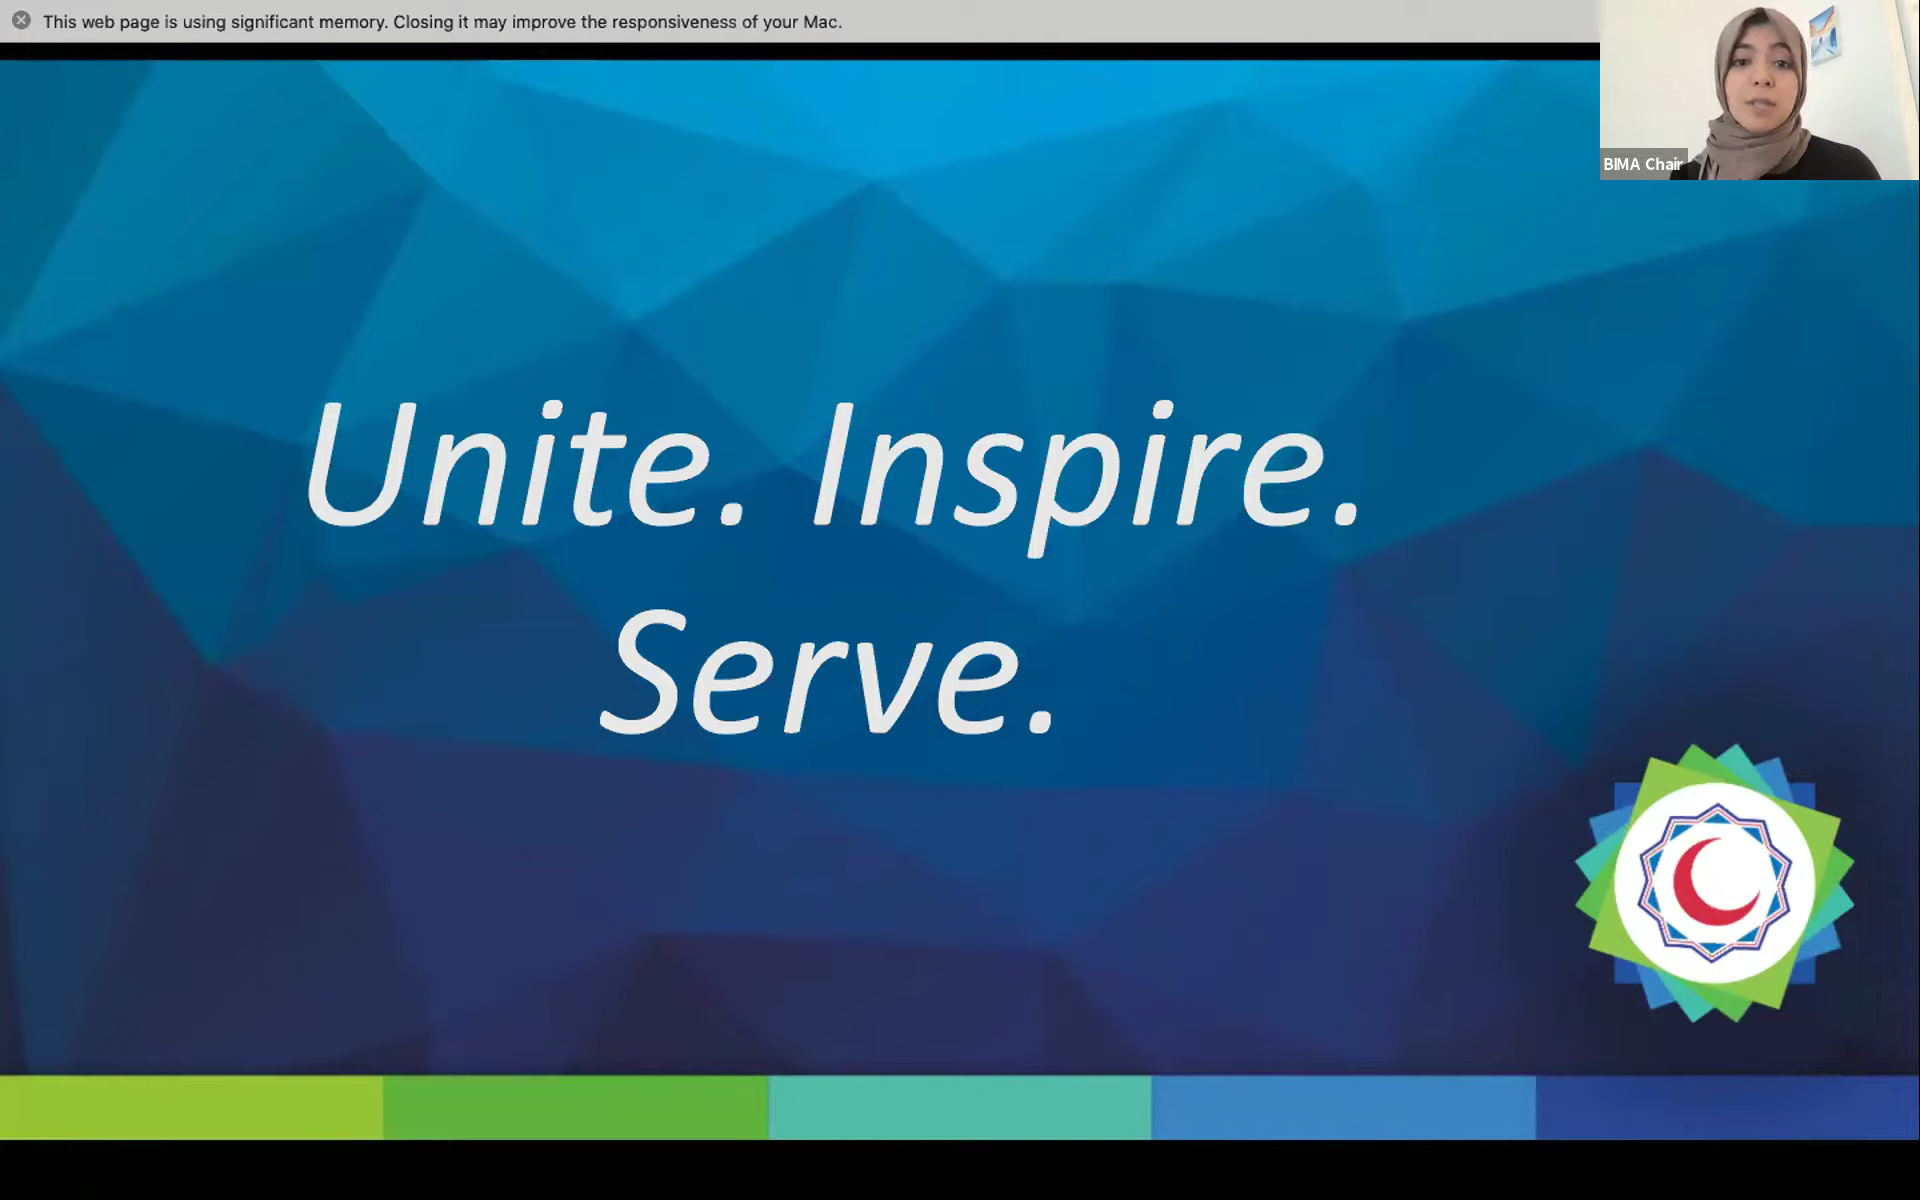 This web page is using significant memory. Closing it may improve the responsiveness of your Mac.
BIMA Chair
Unite. Inspire.
Serve.